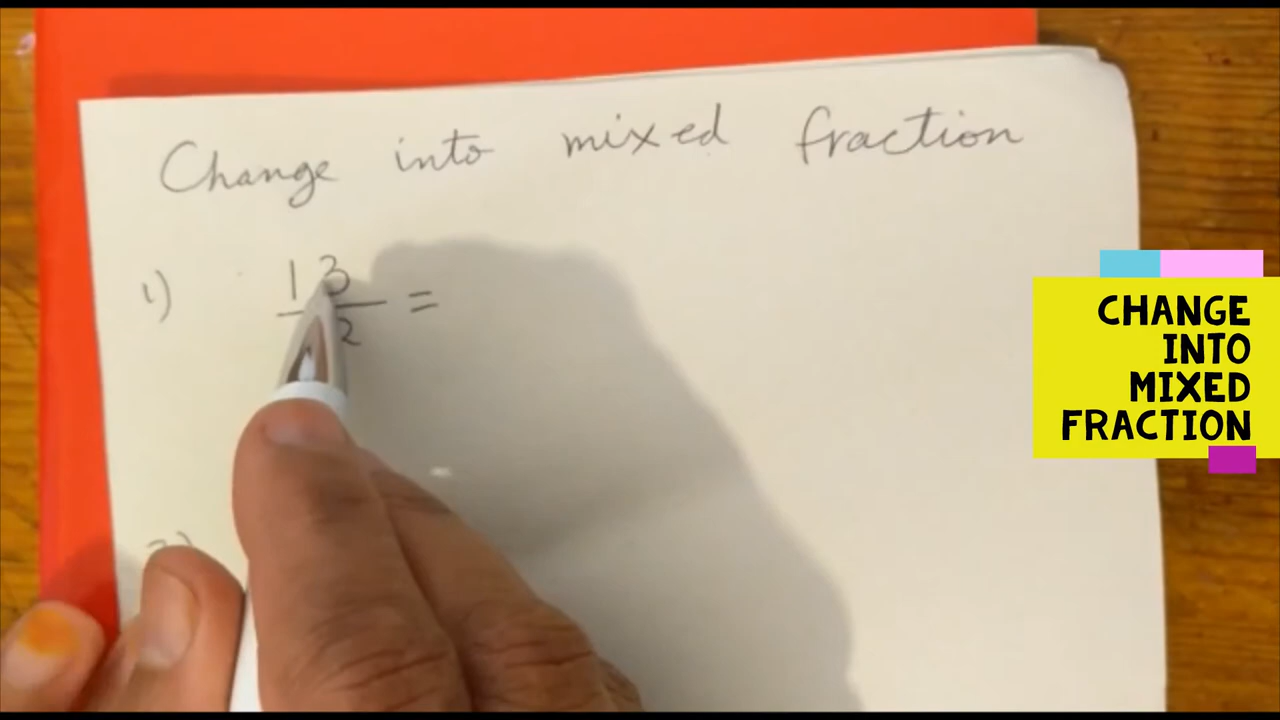 Change into mixed fraction
1) 13
2 =
CHANGE
INTO
MIXED
FRACTION